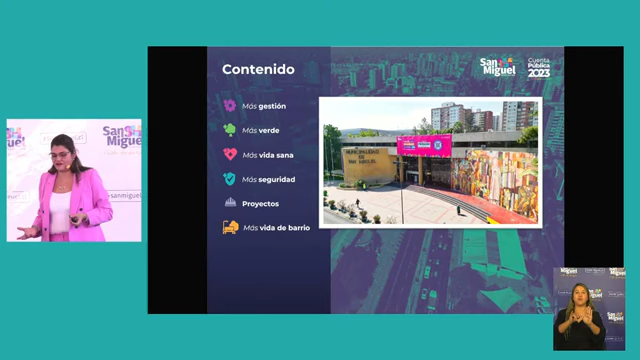 Contenido
San
Miguel
Cuenta
Pública
2023
Más gestión
Más verde
Más vida sana
Más seguridad
Proyectos
Más vida de barrio
MUNICIPALIDAD
DE
SAN MIGUEL
San
Miguel
sanmiguel
San
Miguel